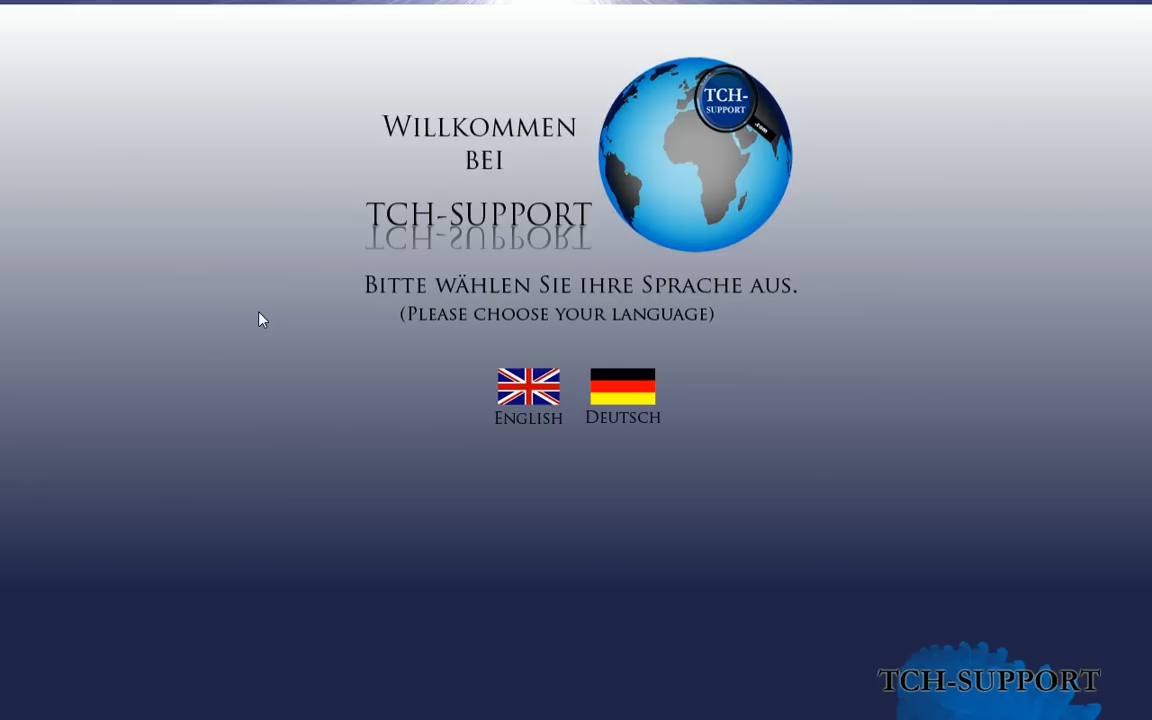 WILLKOMMEN
BEI
TCH-SUPPORT
TCH-
SUPPORT
.com
BITTE WÄHLEN SIE IHRE SPRACHE AUS.
(PLEASE CHOOSE YOUR LANGUAGE)
ENGLISH DEUTSCH
TCH-SUPPORT